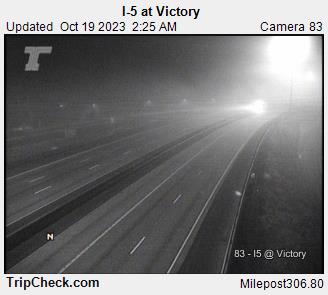 I-5 at Victory
Updated Oct 19 2023 2:25 AM Camera 83
T
N
83 - I5 @ Victory
TripCheck.com Milepost306.80